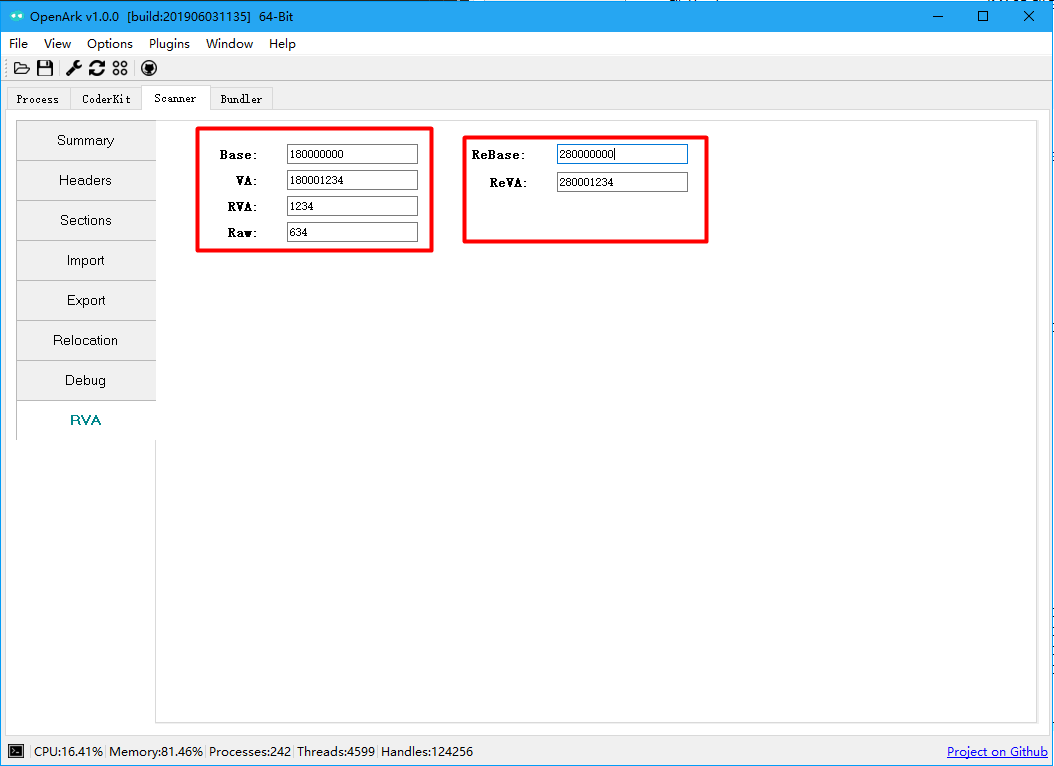 OpenArk v1.0.0 [build:201906031135] 64-Bit
File View Options Plugins Window Help
Process CoderKit Scanner Bundler
Summary
Headers
Sections
Import
Export
Relocation
Debug
RVA
Base: 180000000
VA: 180001234
RVA: 1234
Raw: 634
ReBase: 280000000
ReVA: 280001234
CPU:16.41% Memory:81.46% Processes:242 Threads:4599 Handles:124256
Project on Github